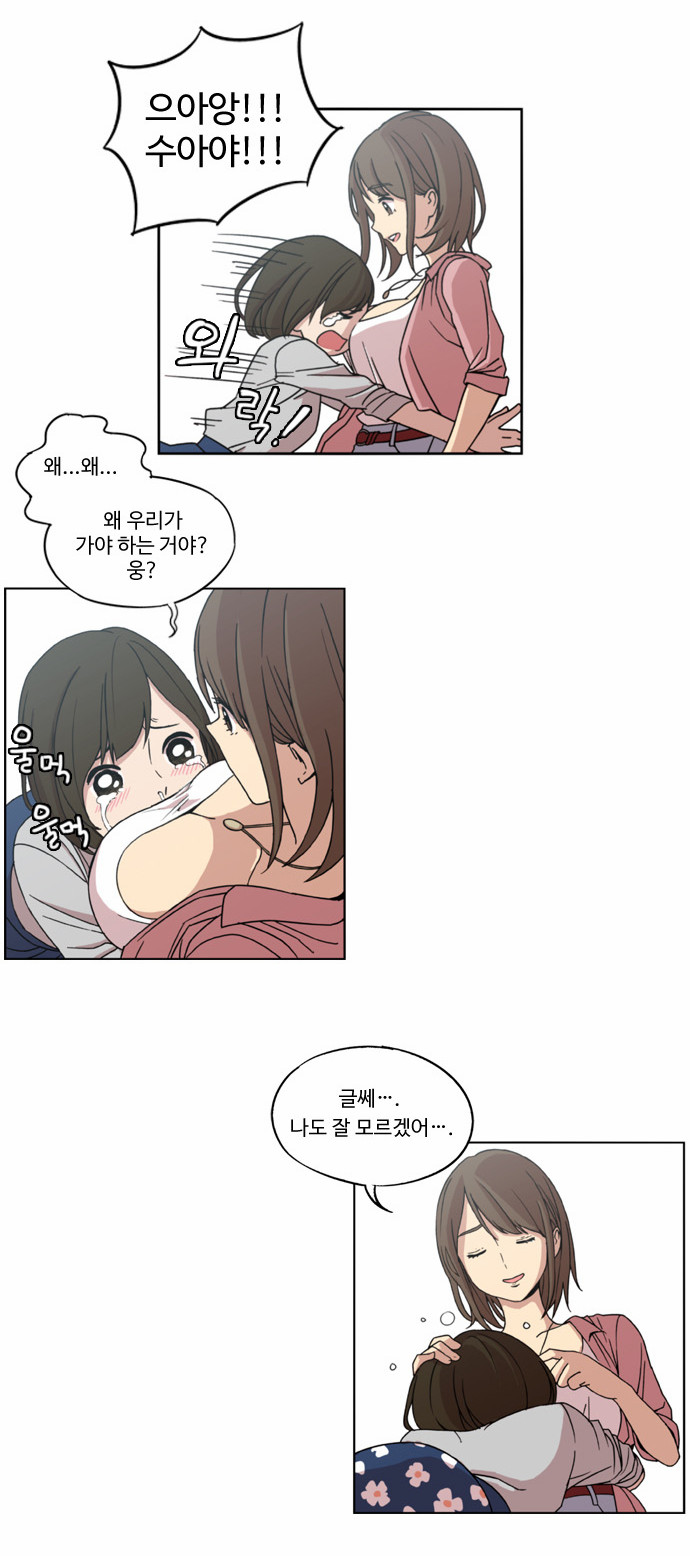 으아앙!!!
수아야!!!
와
락!
왜...왜...
왜 우리가
가야 하는 거야?
웅?
울먹
울먹
글쎄….
나도 잘 모르겠어….